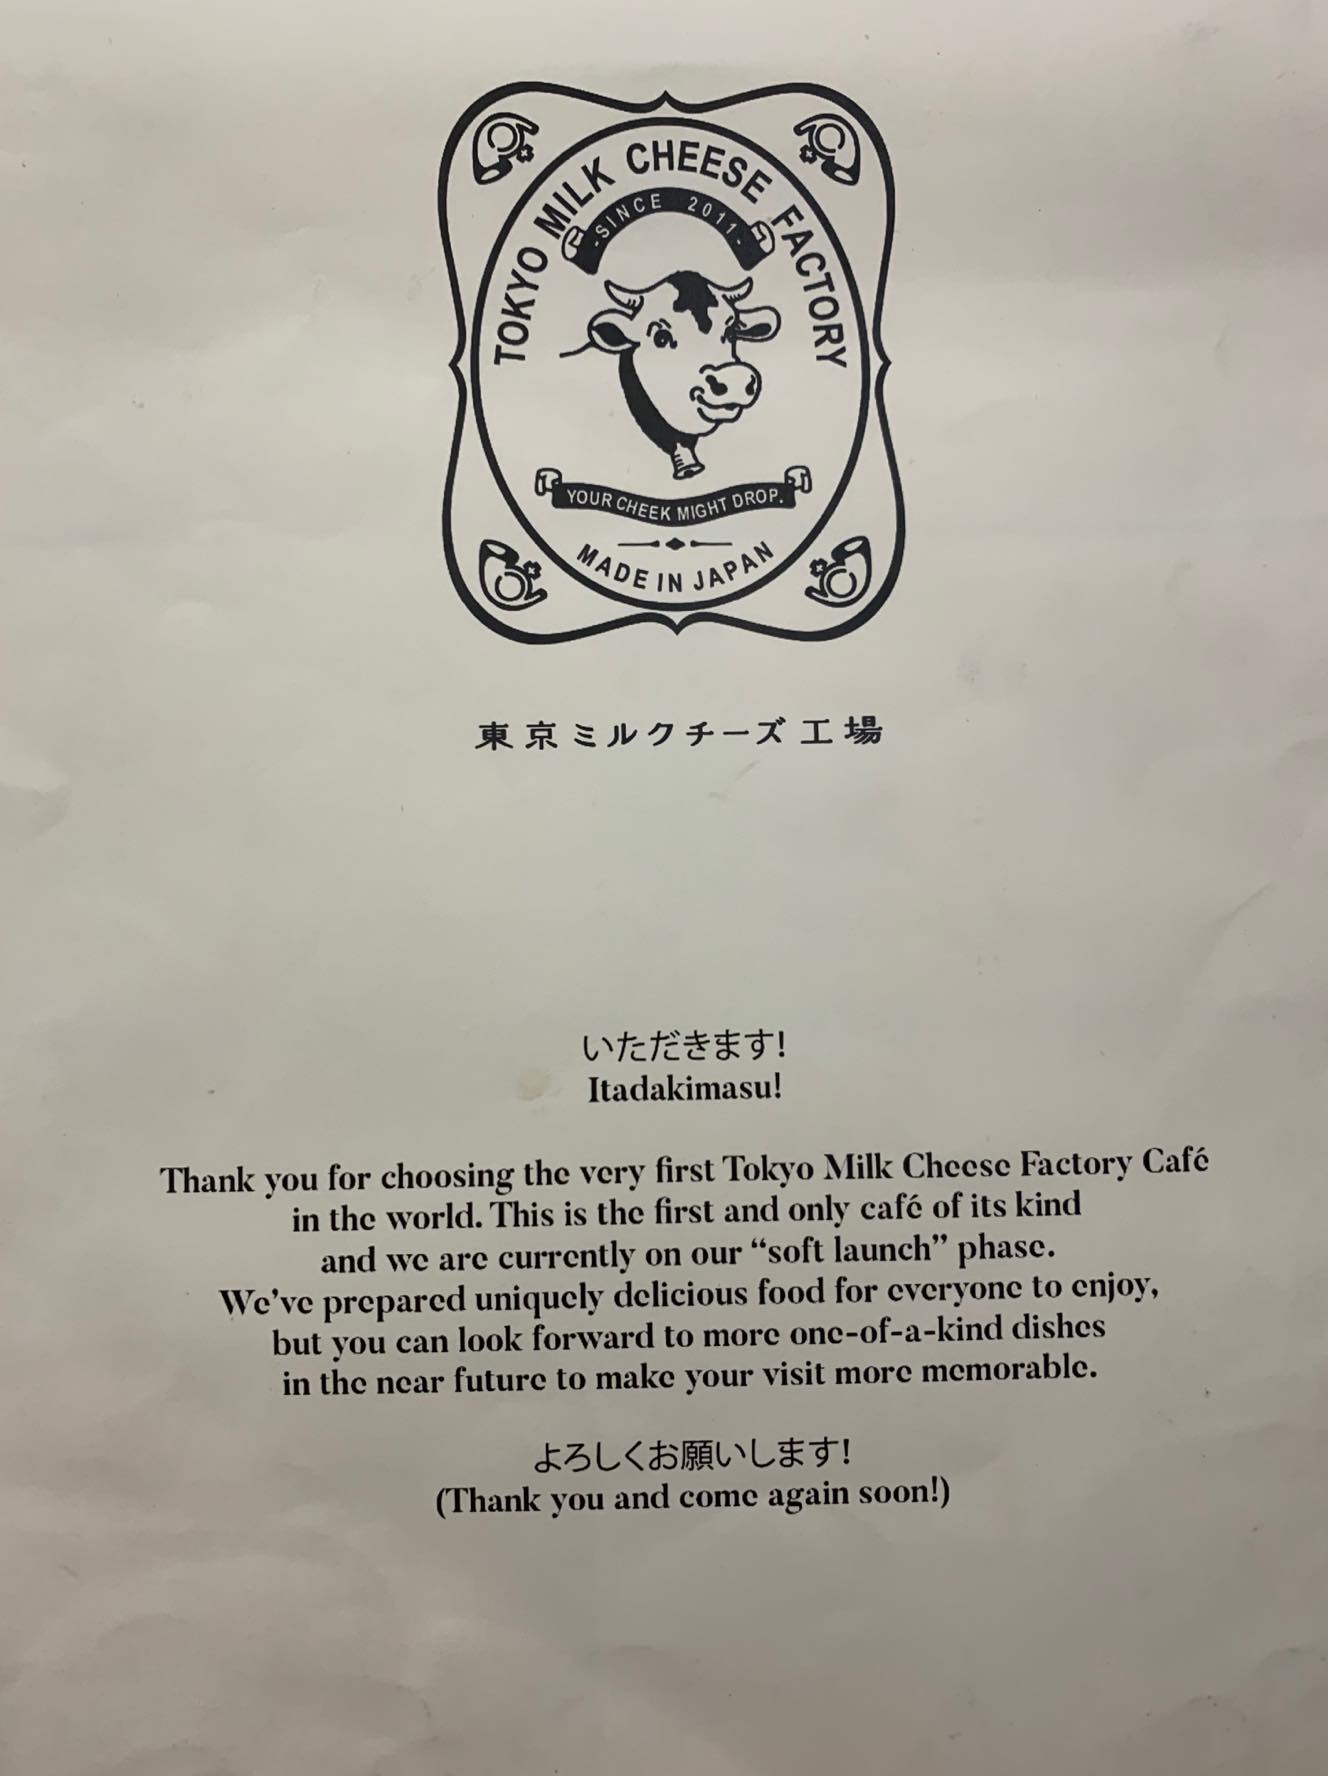 TOKYO MILK CHEESE FACTORY
-SINCE 2011-
YOUR CHEEK MIGHT DROP.
MADE IN JAPAN
東京ミルクチーズ工場
いただきます!
Itadakimasu!
Thank you for choosing the very first Tokyo Milk Cheese Factory Café
in the world. This is the first and only café of its kind
and we are currently on our “soft launch” phase.
We’ve prepared uniquely delicious food for everyone to enjoy,
but you can look forward to more one-of-a-kind dishes
in the near future to make your visit more memorable.
よろしくお願いします!
(Thank you and come again soon!)